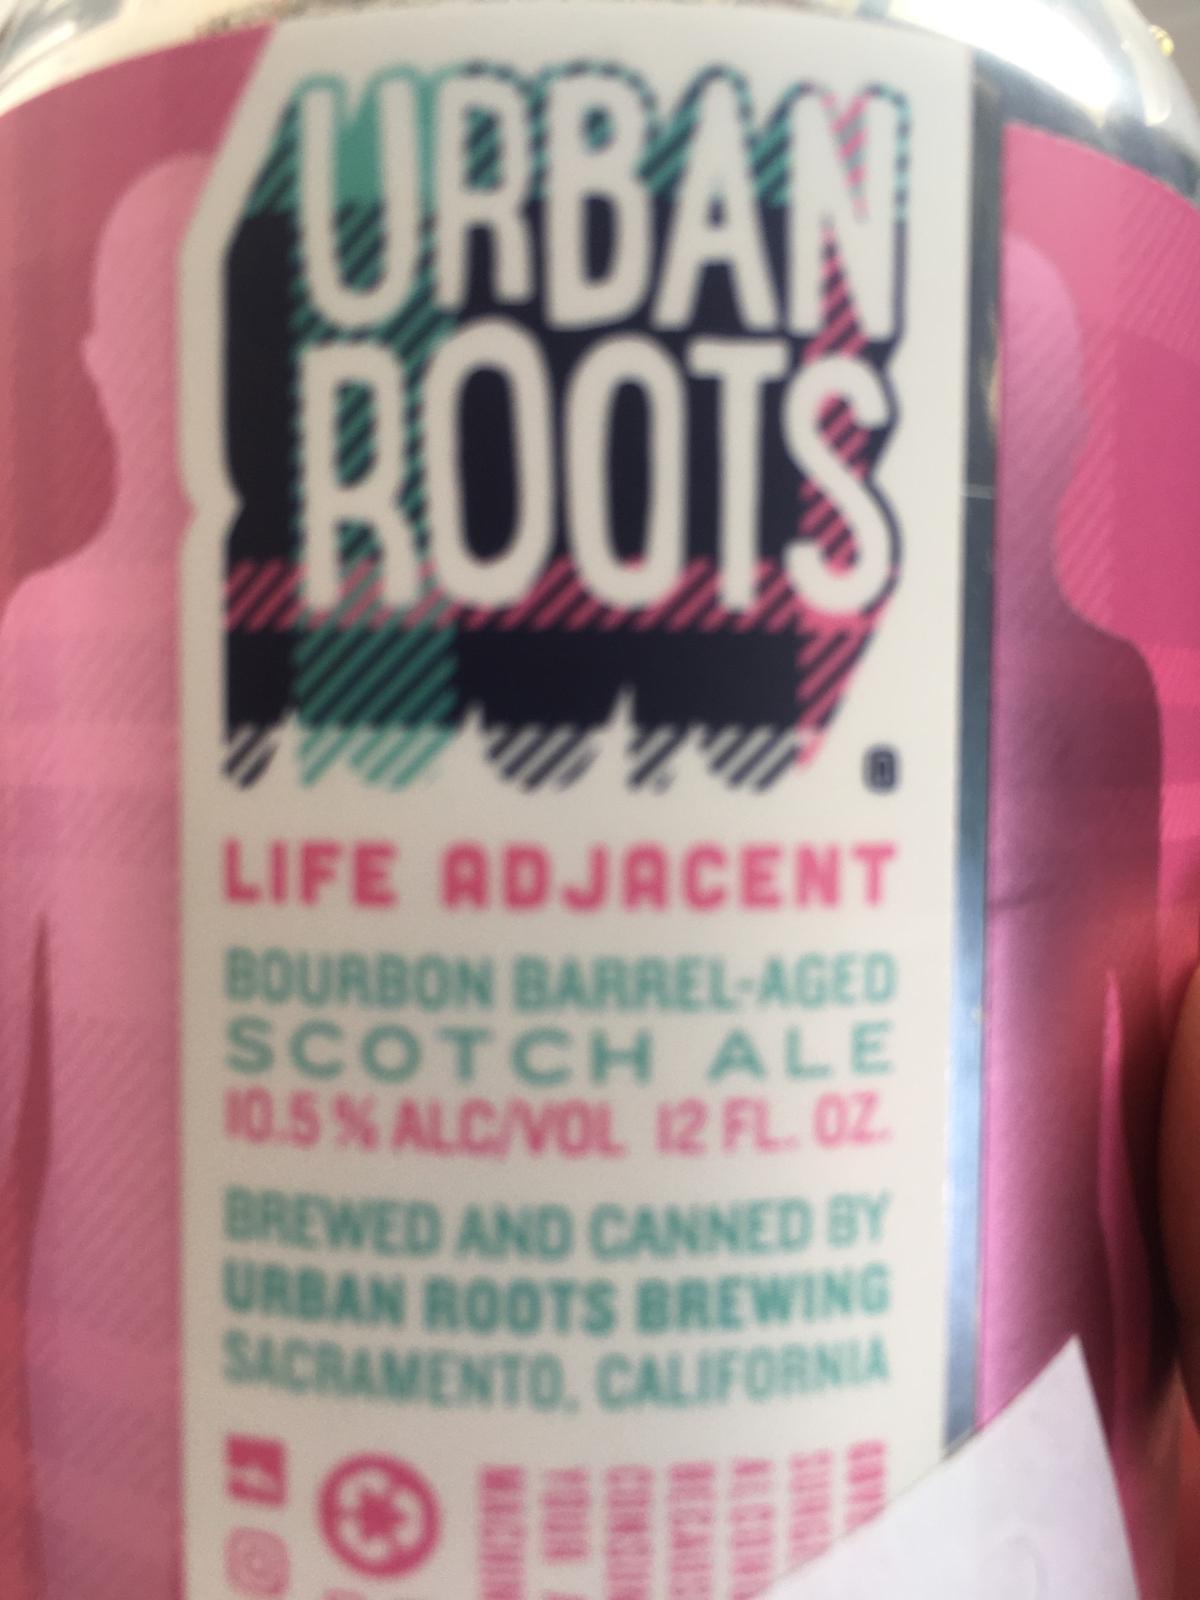 URBAN
ROOTS
®
LIFE ADJACENT
BOURBON BARREL-AGED
SCOTCH ALE
10.5% ALC/VOL 12 FL. OZ.
BREWED AND CANNED BY
URBAN ROOTS BREWING
SACRAMENTO, CALIFORNIA
YOUR